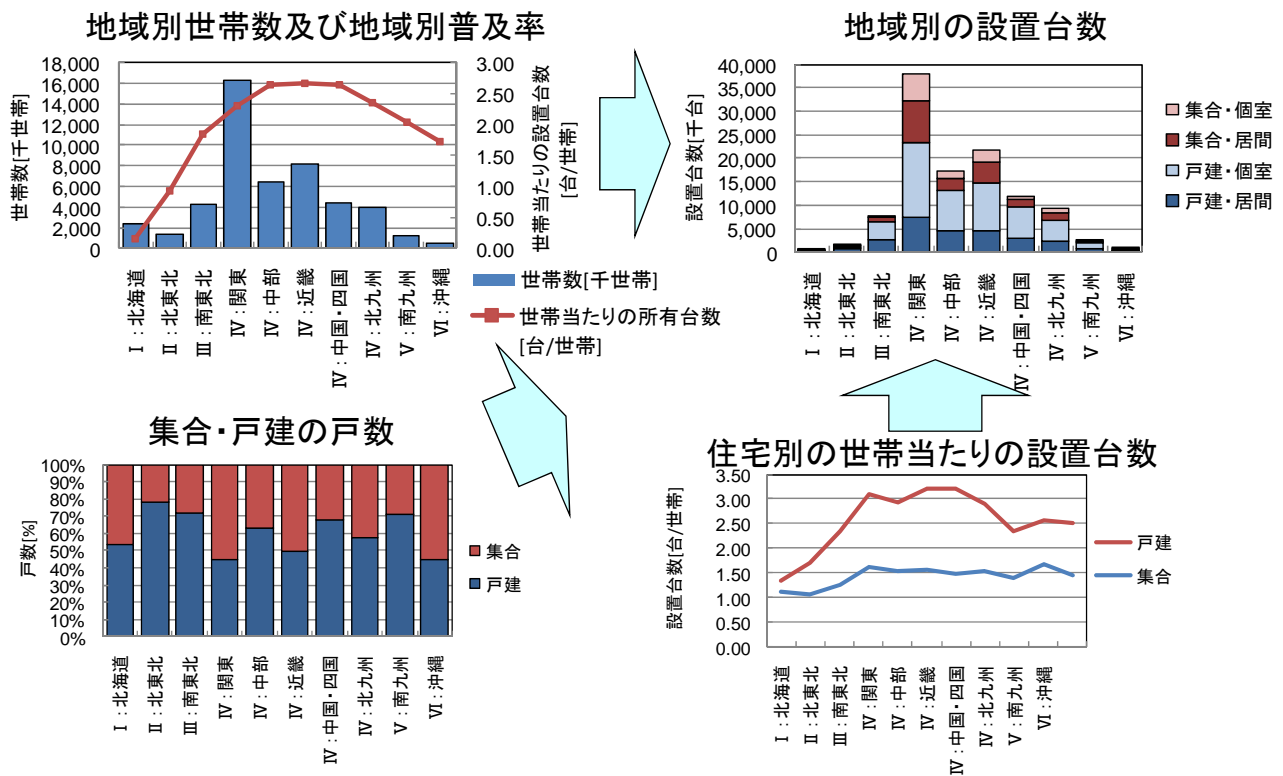 地域別世帯数及び地域別普及率
世帯数[千世帯]
18,000
16,000
14,000
12,000
10,000
8,000
6,000
4,000
2,000
0
3.00
2.50
2.00
1.50
1.00
0.50
0.00
世帯当たりの設置台数
[台/世帯]
Ⅰ:北海道
Ⅱ:北東北
Ⅲ:南東北
Ⅳ:関東
Ⅳ:中部
Ⅳ:近畿
Ⅳ:中国・四国
Ⅳ:北九州
Ⅴ:南九州
Ⅵ:沖縄
世帯数[千世帯]
世帯当たりの所有台数
[台/世帯]
地域別の設置台数
設置台数[千台]
40,000
35,000
30,000
25,000
20,000
15,000
10,000
5,000
0
Ⅰ:北海道
Ⅱ:北東北
Ⅲ:南東北
Ⅳ:関東
Ⅳ:中部
Ⅳ:近畿
Ⅳ:中国・四国
Ⅳ:北九州
Ⅴ:南九州
Ⅵ:沖縄
集合・個室
集合・居間
戸建・個室
戸建・居間
集合・戸建の戸数
戸数[%]
100%
90%
80%
70%
60%
50%
40%
30%
20%
10%
0%
Ⅰ:北海道
Ⅱ:北東北
Ⅲ:南東北
Ⅳ:関東
Ⅳ:中部
Ⅳ:近畿
Ⅳ:中国・四国
Ⅳ:北九州
Ⅴ:南九州
Ⅵ:沖縄
集合
戸建
住宅別の世帯当たりの設置台数
設置台数[台/世帯]
3.50
3.00
2.50
2.00
1.50
1.00
0.50
0.00
Ⅰ:北海道
Ⅱ:北東北
Ⅲ:南東北
Ⅳ:関東
Ⅳ:中部
Ⅳ:近畿
Ⅳ:中国・四国
Ⅳ:北九州
Ⅴ:南九州
Ⅵ:沖縄
戸建
集合